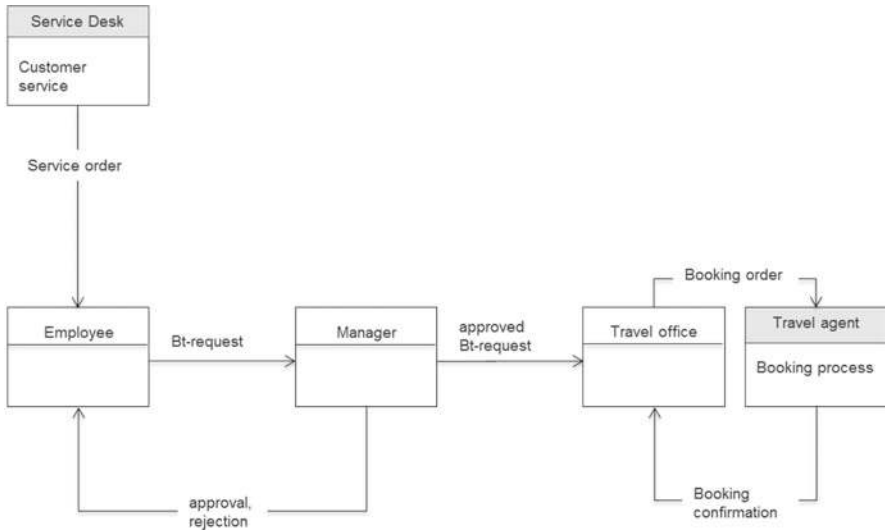 Service Desk
Customer
service
Service order
Booking order
Employee
Bt-request
Manager
approved
Bt-request
Travel office
Travel agent
Booking process
approval,
rejection
Booking
confirmation